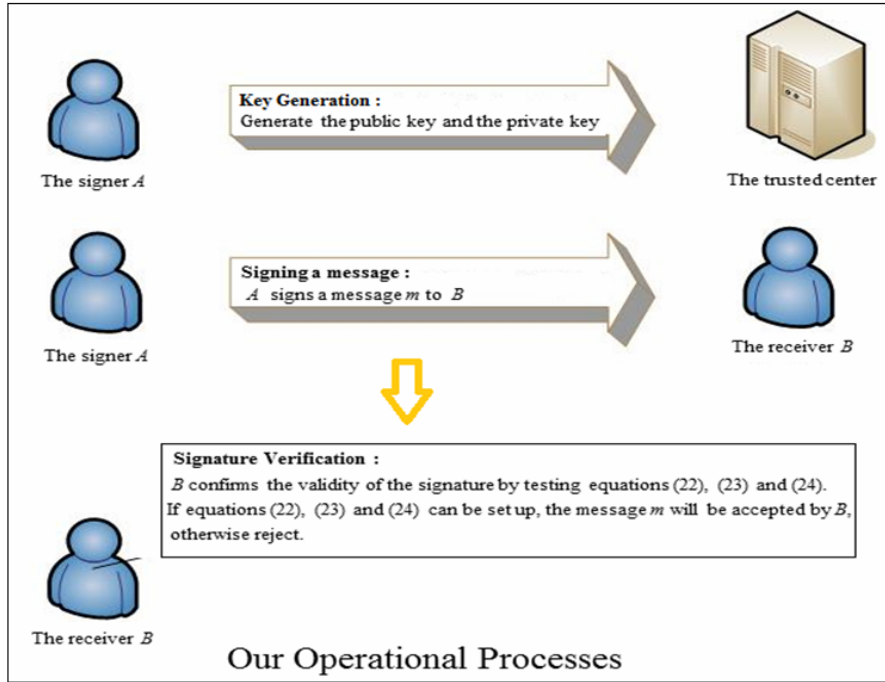 Key Generation :
Generate the public key and the private key
The signer A
The trusted center
Signing a message :
A signs a message m to B
The signer A
The receiver B
Signature Verification :
B confirms the validity of the signature by testing equations (22), (23) and (24).
If equations (22), (23) and (24) can be set up, the message m will be accepted by B,
otherwise reject.
The receiver B
Our Operational Processes